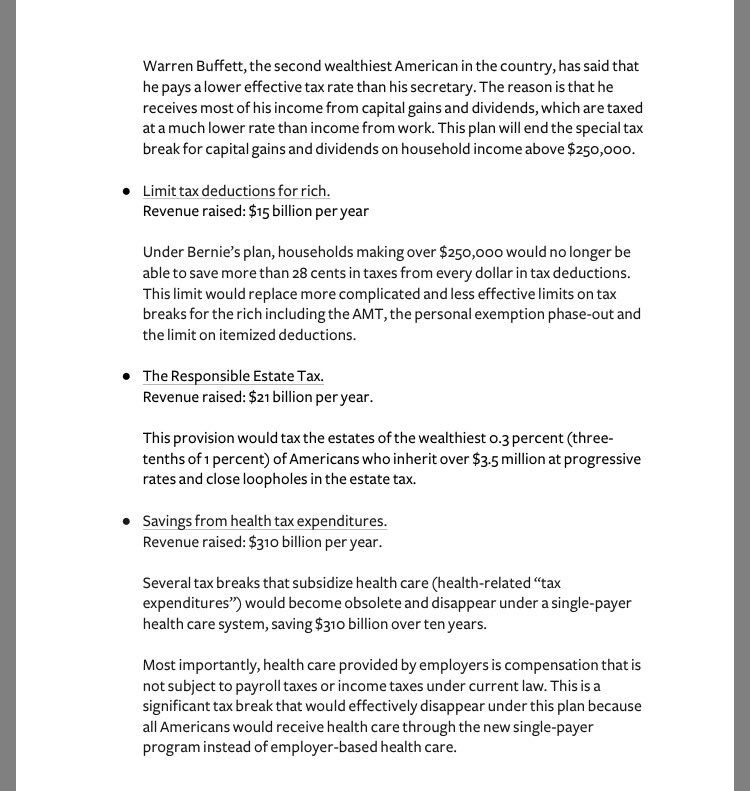 Warren Buffett, the second wealthiest American in the country, has said that
he pays a lower effective tax rate than his secretary. The reason is that he
receives most of his income from capital gains and dividends, which are taxed
at a much lower rate than income from work. This plan will end the special tax
break for capital gains and dividends on household income above $250,000.
● Limit tax deductions for rich.
Revenue raised: $15 billion per year
Under Bernie’s plan, households making over $250,000 would no longer be
able to save more than 28 cents in taxes from every dollar in tax deductions.
This limit would replace more complicated and less effective limits on tax
breaks for the rich including the AMT, the personal exemption phase-out and
the limit on itemized deductions.
● The Responsible Estate Tax.
Revenue raised: $21 billion per year.
This provision would tax the estates of the wealthiest 0.3 percent (three-
tenths of 1 percent) of Americans who inherit over $3.5 million at progressive
rates and close loopholes in the estate tax.
● Savings from health tax expenditures.
Revenue raised: $310 billion per year.
Several tax breaks that subsidize health care (health-related “tax
expenditures”) would become obsolete and disappear under a single-payer
health care system, saving $310 billion over ten years.
Most importantly, health care provided by employers is compensation that is
not subject to payroll taxes or income taxes under current law. This is a
significant tax break that would effectively disappear under this plan because
all Americans would receive health care through the new single-payer
program instead of employer-based health care.